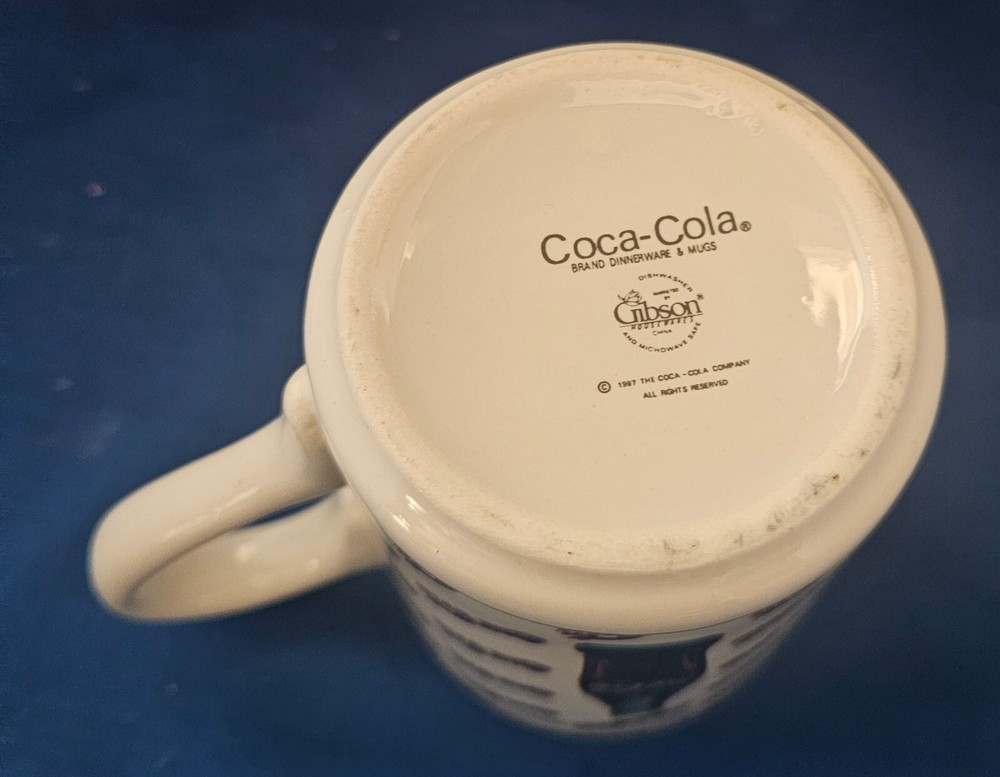 Coca-Cola®
BRAND DINNERWARE & MUGS
DISHWASHER
BY
Gibson®
HOUSEWARES
CHINA
AND MICROWAVE SAFE
© 1997 THE COCA-COLA COMPANY
ALL RIGHTS RESERVED